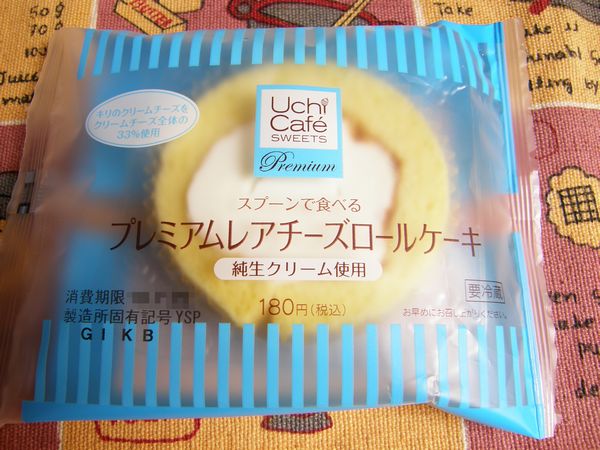 Uchi
Café
SWEETS
Premium
キリのクリームチーズを
クリームチーズ全体の
33%使用
スプーンで食べる
プレミアムレアチーズロールケーキ
純生クリーム使用
180円(税込)
消費期限
製造所固有記号 YSP
G I K B
要冷蔵
お早めにお召し上がりください。
Take
Take